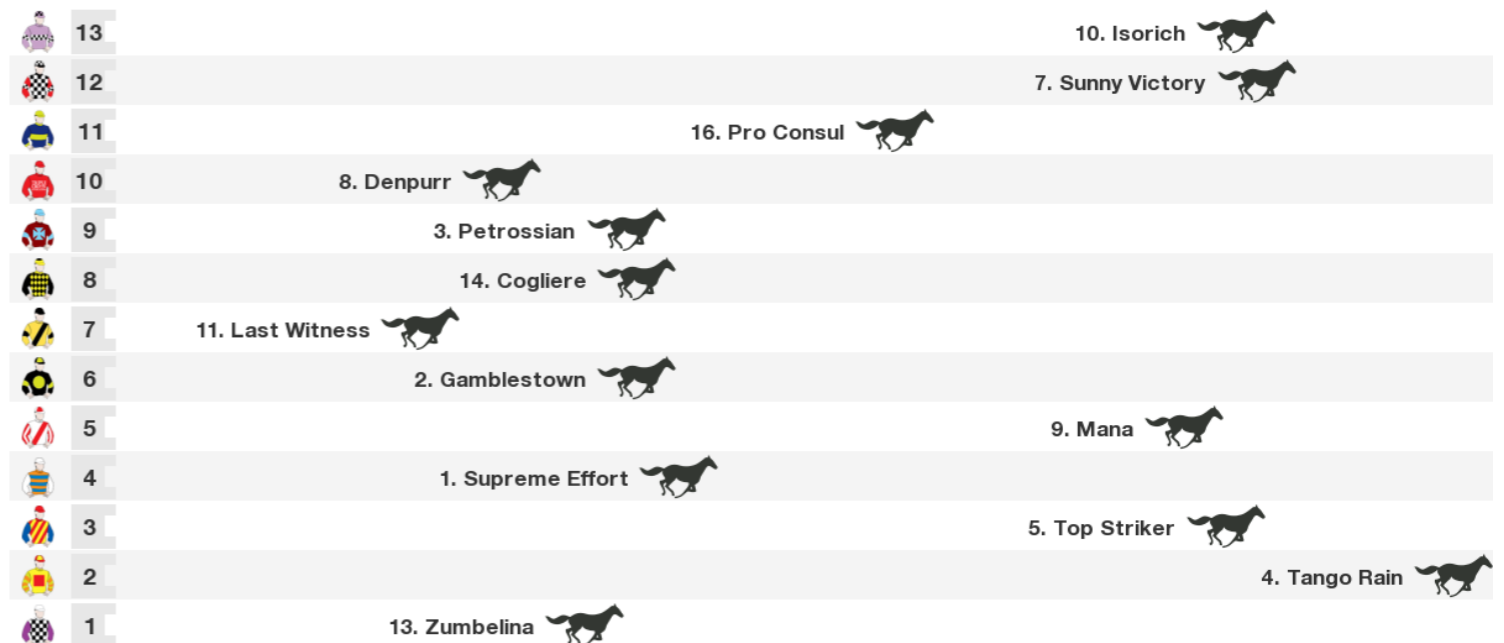 13 10. Isorich
12 7. Sunny Victory
11 16. Pro Consul
10 8. Denpurr
9 3. Petrossian
8 14. Cogliere
7 11. Last Witness
6 2. Gamblestown
5 9. Mana
4 1. Supreme Effort
3 5. Top Striker
2 4. Tango Rain
1 13. Zumbelina